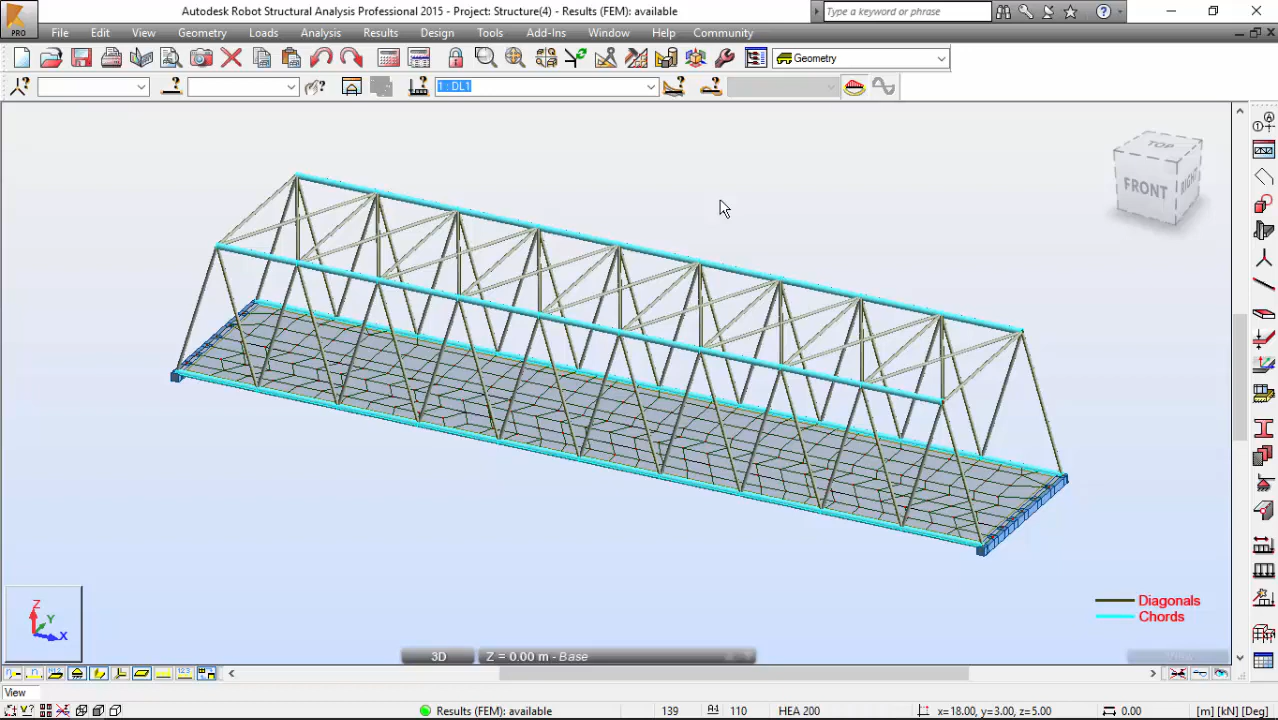 Autodesk Robot Structural Analysis Professional 2015 - Project: Structure(4) - Results (FEM): available
Type a keyword or phrase
PRO
File Edit View Geometry Loads Analysis Results Design Tools Add-Ins Window Help Community
Geometry
1 : DL1
TOP
FRONT
RIGHT
Z
Y
X
Diagonals
Chords
3D Z = 0.00 m - Base
View
Results (FEM): available 139 110 HEA 200 x=18.00, y=3.00, z=5.00 0.00 [m] [kN] [Deg]